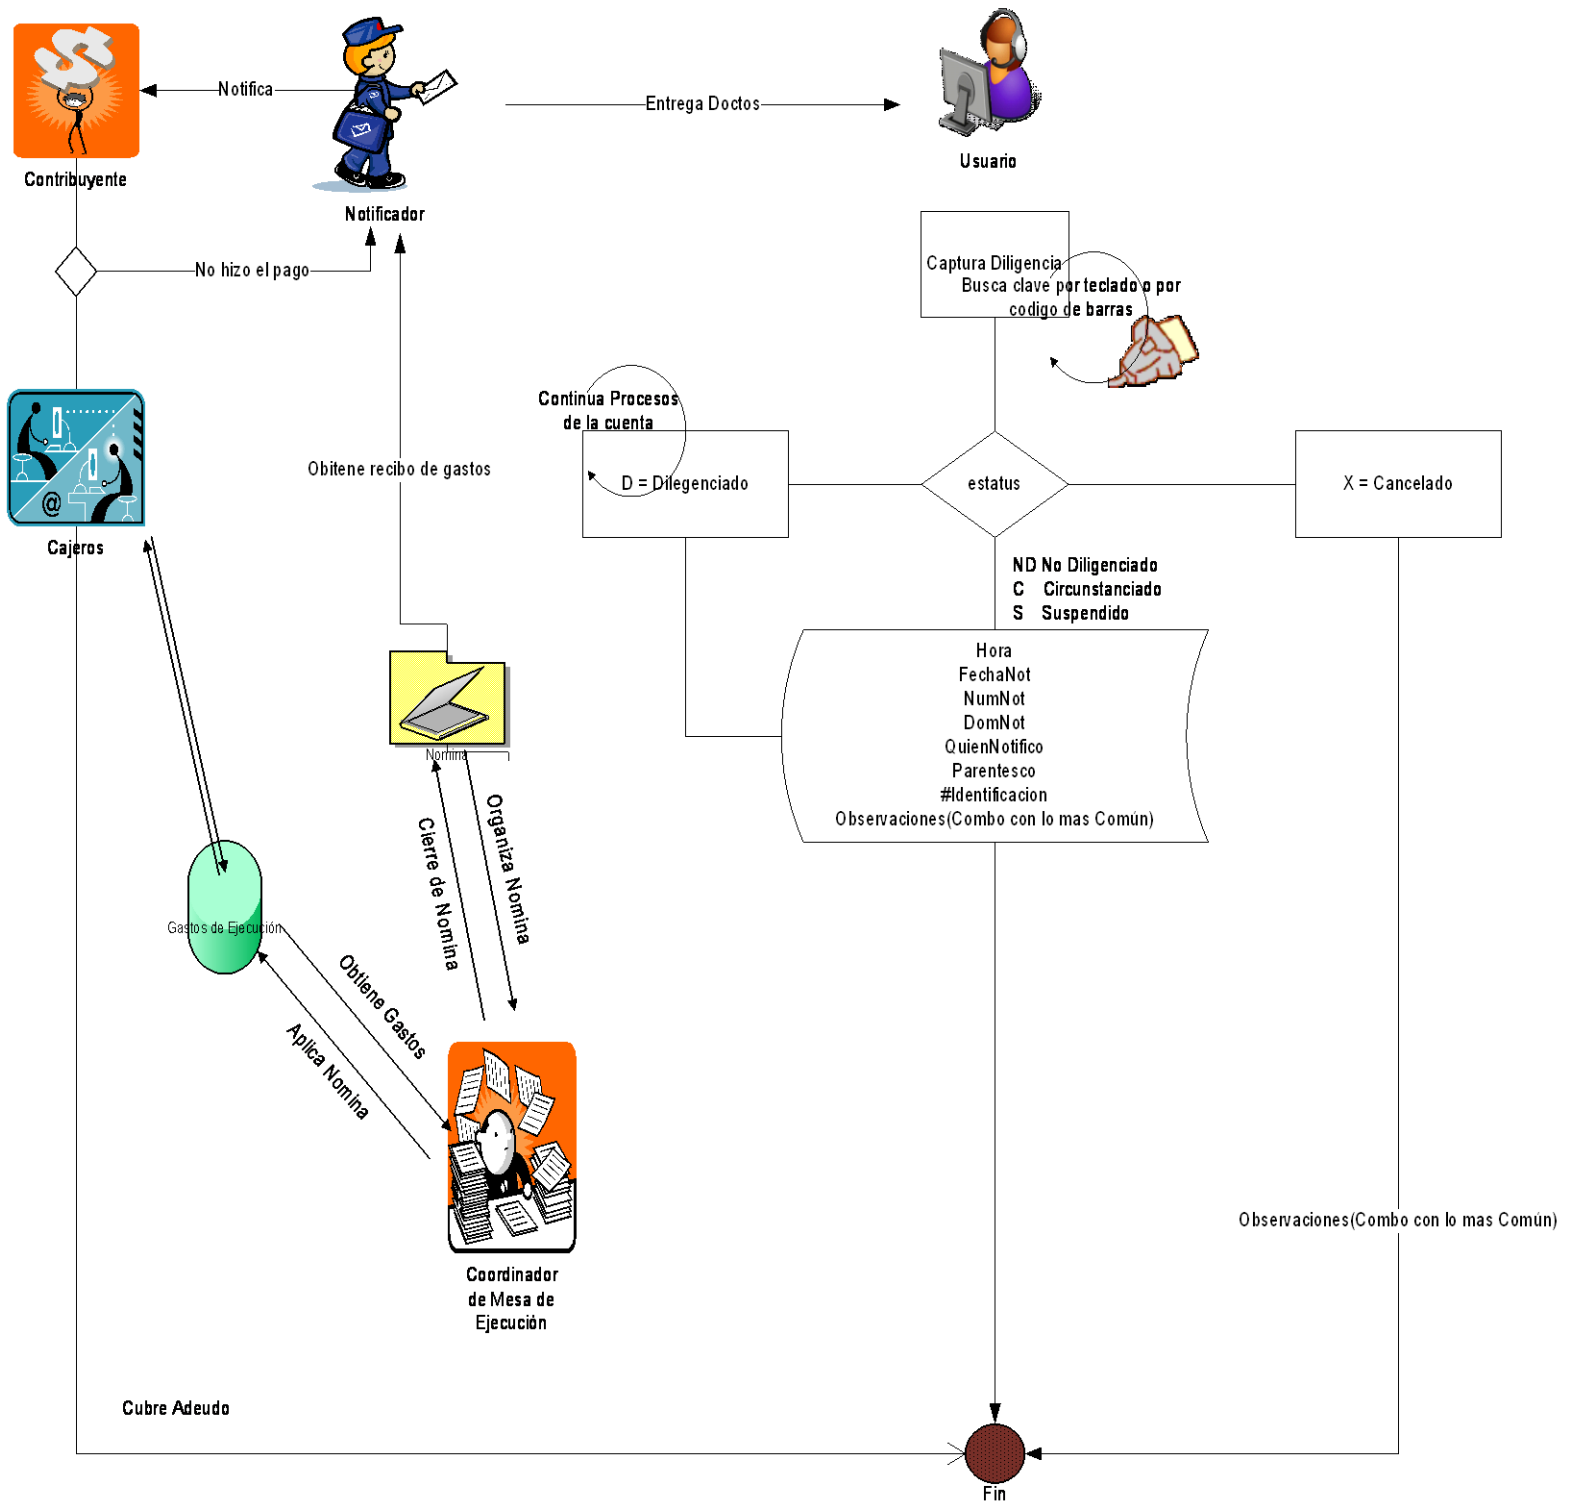 Notifica
Entrega Doctos
Contribuyente
Usuario
Notificador
No hizo el pago
Captura Diligencia
Busca clave por teclado o por
codigo de barras
Continua Procesos
de la cuenta
Obitene recibo de gastos
D = Dilegenciado
estatus
X = Cancelado
@
Cajeros
ND No Diligenciado
C Circunstanciado
S Suspendido
Hora
FechaNot
NumNot
DomNot
QuienNotifico
Parentesco
#Identificacion
Observaciones(Combo con lo mas Común)
Nomina
Cierre de Nomina
Organiza Nomina
Gastos de Ejecución
Obtiene Gastos
Aplica Nomina
Observaciones(Combo con lo mas Común)
Coordinador
de Mesa de
Ejecución
Cubre Adeudo
Fin